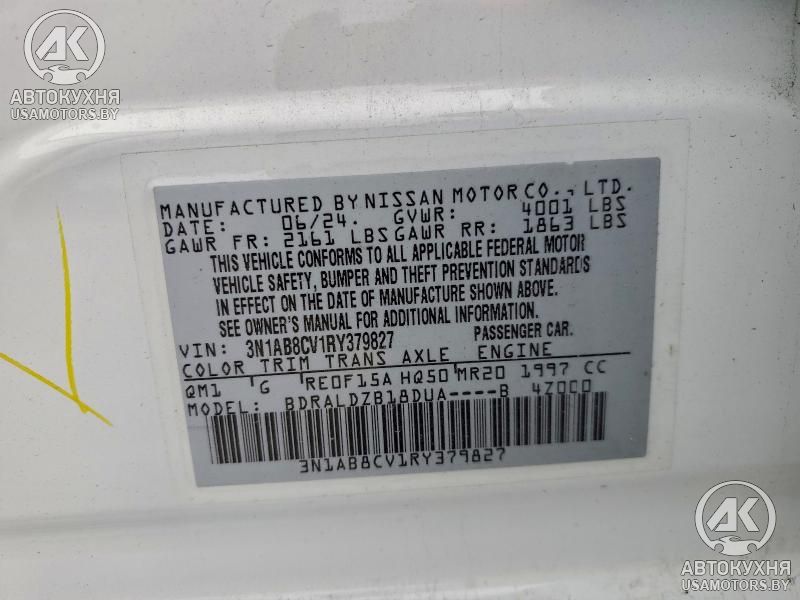 AK
АВТОКУХНЯ
USAMOTORS.BY
MANUFACTURED BY NISSAN MOTOR CO., LTD.
DATE: 06/24. GVWR: 4001 LBS
GAWR FR: 2161 LBS GAWR RR: 1863 LBS
THIS VEHICLE CONFORMS TO ALL APPLICABLE FEDERAL MOTOR
VEHICLE SAFETY, BUMPER AND THEFT PREVENTION STANDARDS
IN EFFECT ON THE DATE OF MANUFACTURE SHOWN ABOVE.
SEE OWNER'S MANUAL FOR ADDITIONAL INFORMATION.
VIN: 3N1AB8CV1RY379827 PASSENGER CAR.
COLOR TRIM TRANS AXLE ENGINE
QM1 G RE0F15A HQ50 MR20 1997 CC
MODEL: BDRALDZB18DUA----B 4Z000
3N1AB8CV1RY379827
AK
АВТОКУХНЯ
USAMOTORS.BY